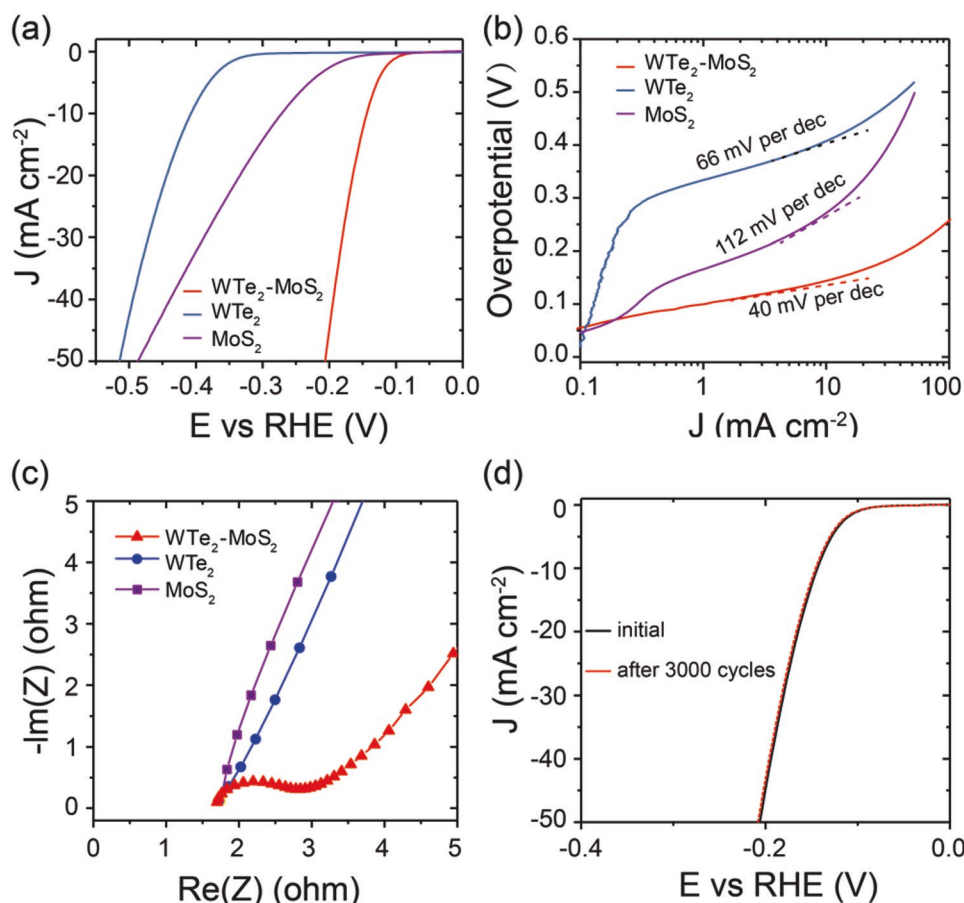 (a)
0
-10
-20
-30
-40
-50
J (mA cm⁻²)
WTe₂-MoS₂
WTe₂
MoS₂
-0.5 -0.4 -0.3 -0.2 -0.1 0.0
E vs RHE (V)
(b)
0.6
0.5
0.4
0.3
0.2
0.1
0.0
Overpotential (V)
WTe₂-MoS₂
WTe₂
MoS₂
66 mV per dec
112 mV per dec
40 mV per dec
0.1 1 10 100
J (mA cm⁻²)
(c)
5
4
3
2
1
0
-Im(Z) (ohm)
WTe₂-MoS₂
WTe₂
MoS₂
0 1 2 3 4 5
Re(Z) (ohm)
(d)
0
-10
-20
-30
-40
-50
J (mA cm⁻²)
initial
after 3000 cycles
-0.4 -0.2 0.0
E vs RHE (V)